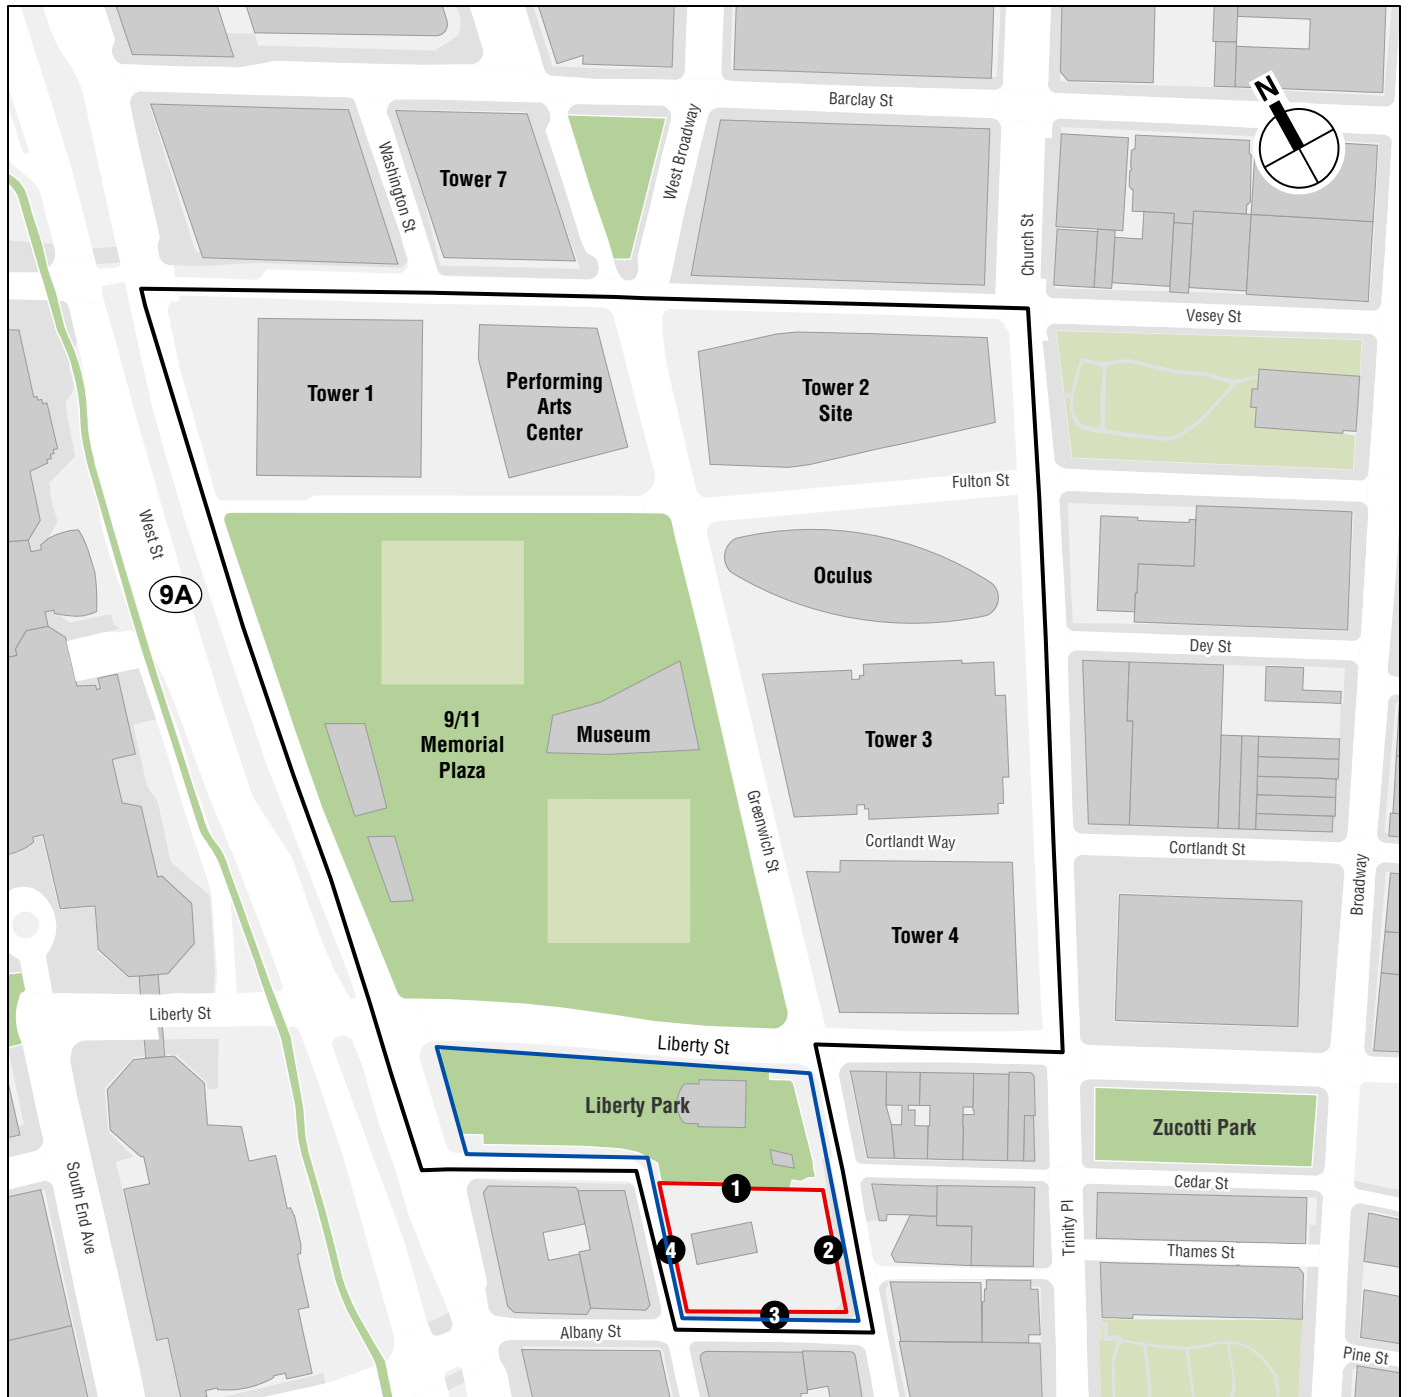 Barclay St
N
West Broadway
Washington St
Tower 7
Church St
Vesey St
Tower 1
Performing
Arts
Center
Tower 2
Site
Fulton St
West St
9A
Oculus
Dey St
9/11
Memorial
Plaza
Museum
Tower 3
Greenwich St
Cortlandt Way
Cortlandt St
Broadway
Tower 4
Liberty St
Liberty St
Liberty Park
Zucotti Park
Cedar St
1
South End Ave
Trinity Pl
4
2
Thames St
3
Albany St
Pine St